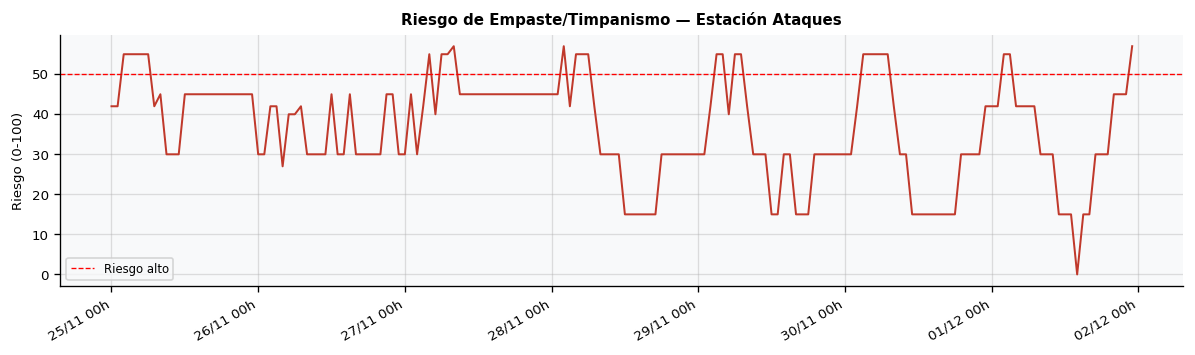 Riesgo de Empaste/Timpanismo — Estación Ataques
Riesgo (0-100)
50
40
30
20
10
0
Riesgo alto
25/11 00h
26/11 00h
27/11 00h
28/11 00h
29/11 00h
30/11 00h
01/12 00h
02/12 00h